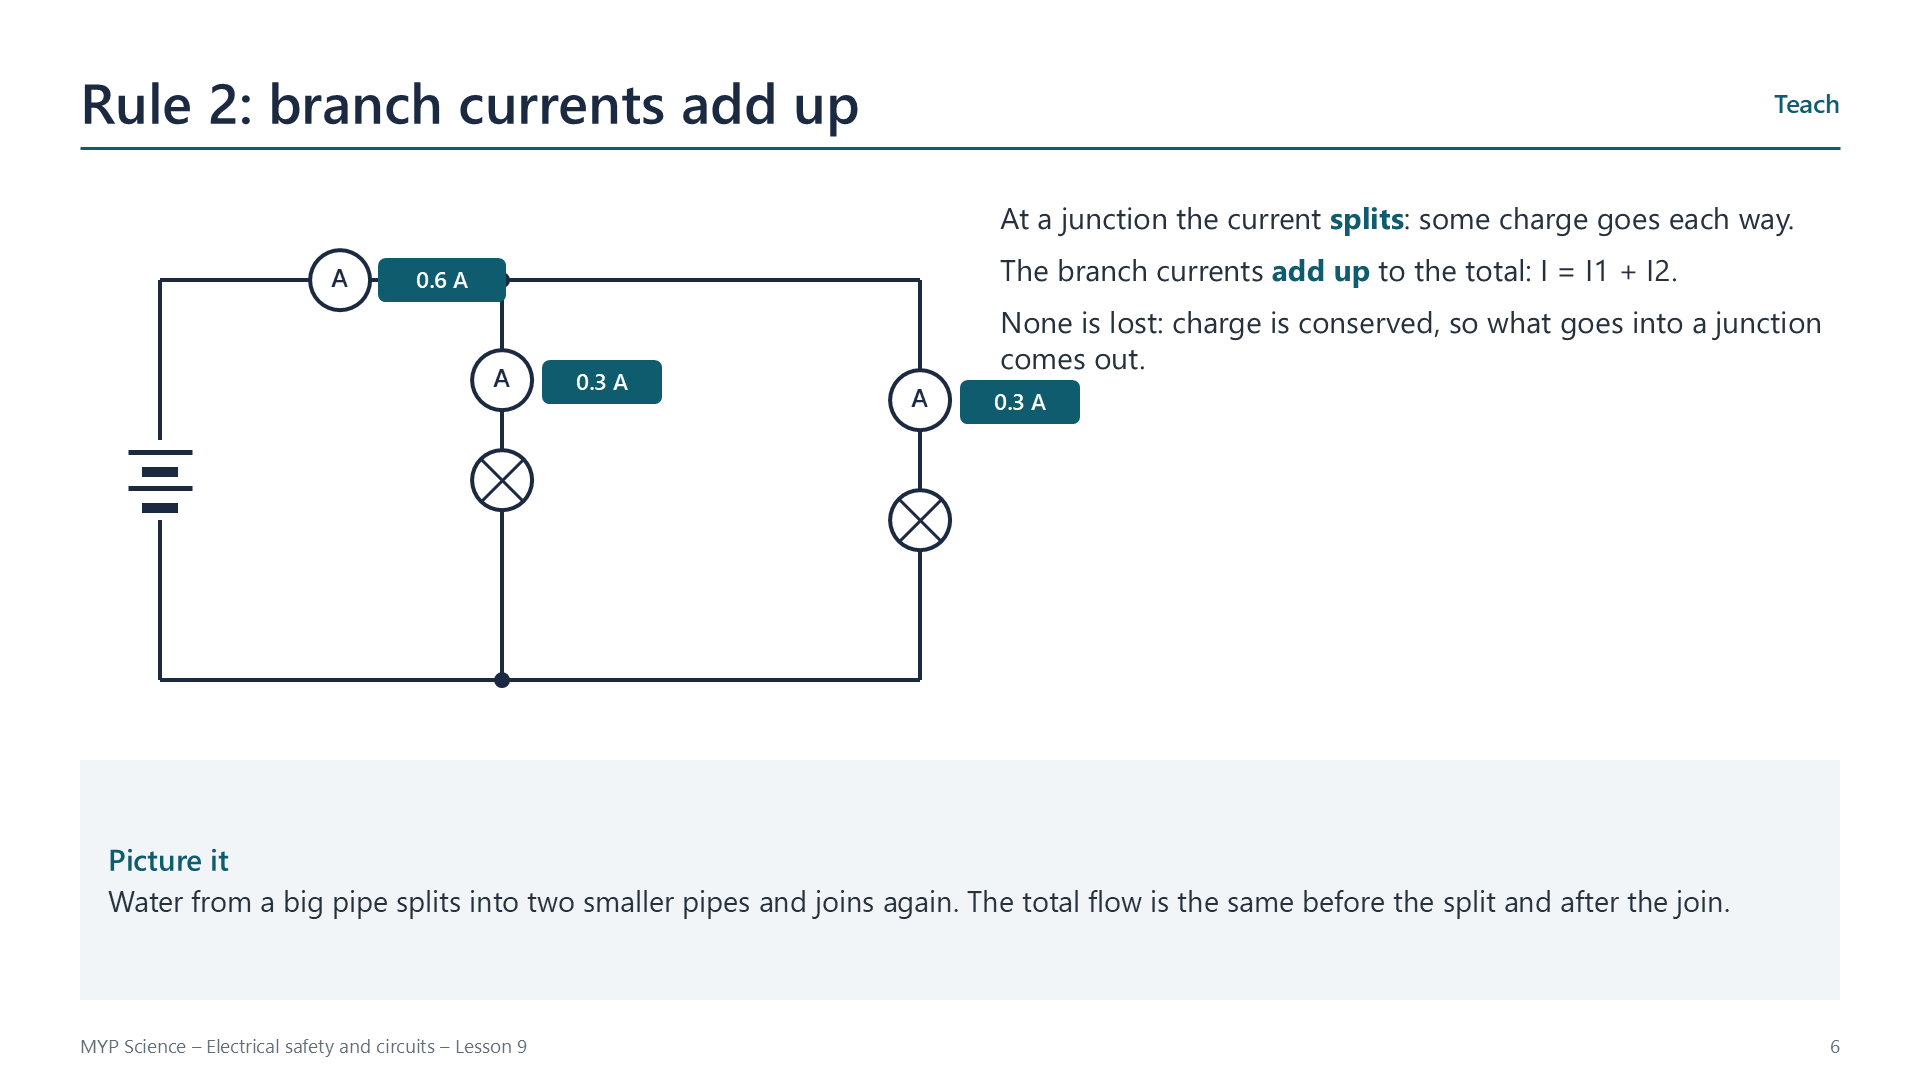 Rule 2: branch currents add up
Teach
At a junction the current splits: some charge goes each way.
The branch currents add up to the total: I = I1 + I2.
None is lost: charge is conserved, so what goes into a junction
comes out.
A
0.6 A
A
0.3 A
A
0.3 A
Picture it
Water from a big pipe splits into two smaller pipes and joins again. The total flow is the same before the split and after the join.
MYP Science – Electrical safety and circuits – Lesson 9
6